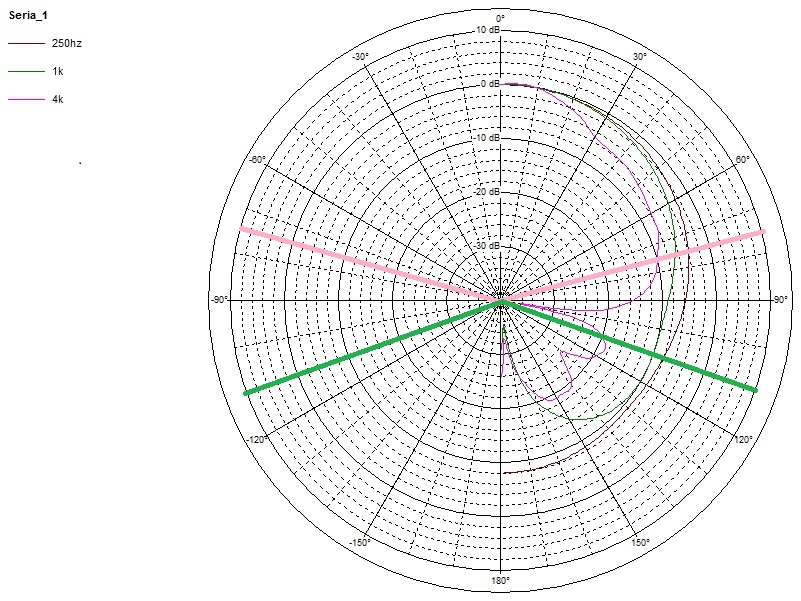 Seria_1
250hz
1k
4k
0°
10 dB
-30°
30°
0 dB
-10 dB
-60°
60°
-20 dB
-30 dB
-90°
90°
-120°
120°
-150°
150°
180°